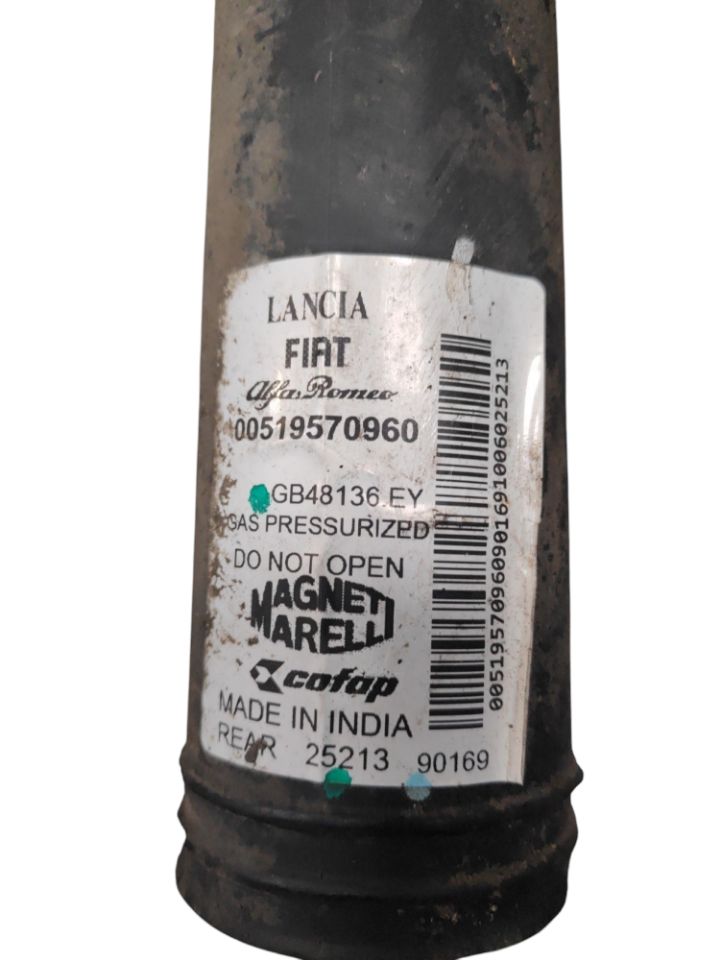 LANCIA
FIAT
Alfa Romeo
00519570960
GB48136.EY
GAS PRESSURIZED
DO NOT OPEN
MAGNETI
MARELLI
cofap
MADE IN INDIA
REAR 25213 90169
00519570960901691006025213